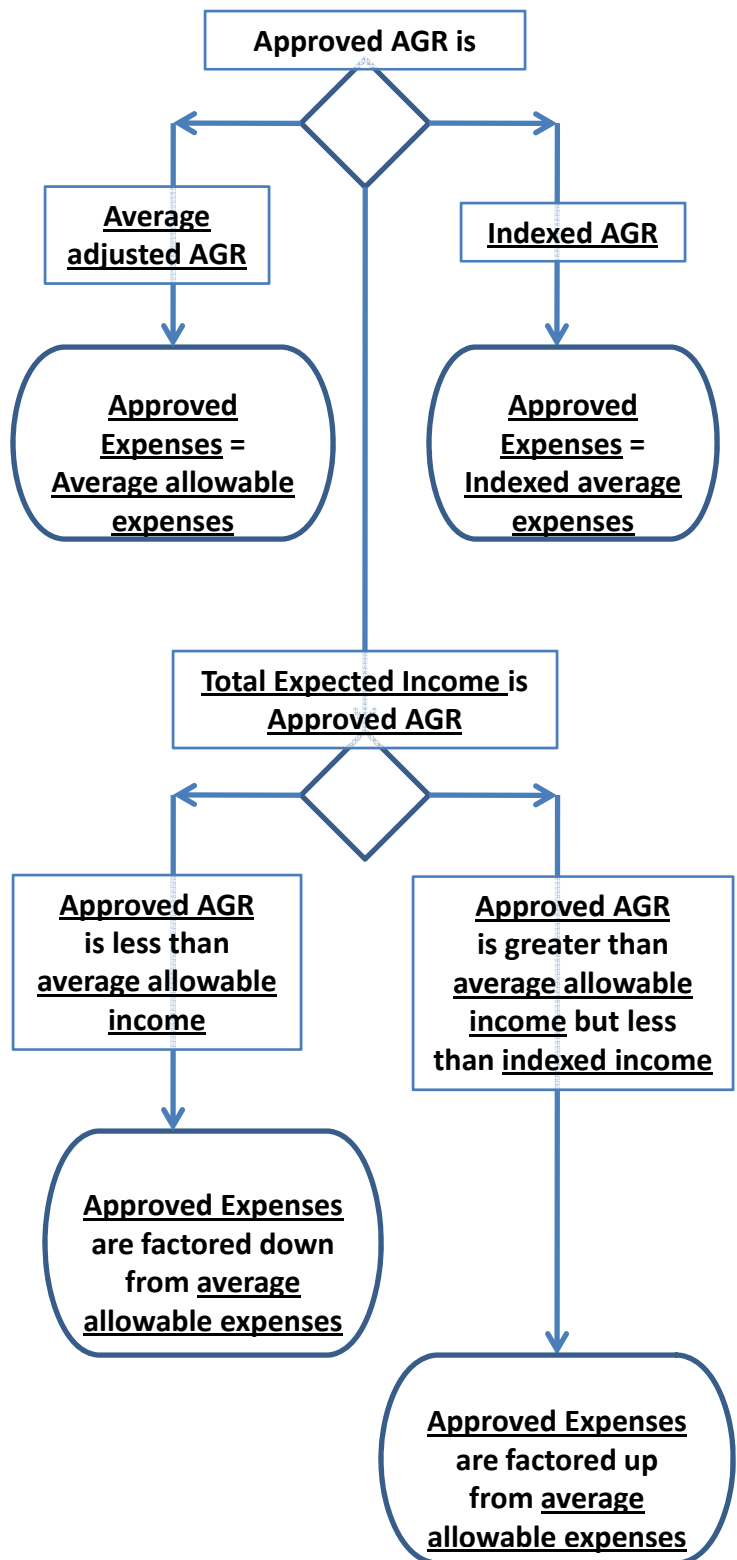 Approved AGR is
Average
adjusted AGR
Indexed AGR
Approved
Expenses =
Average allowable
expenses
Approved
Expenses =
Indexed average
expenses
Total Expected Income is
Approved AGR
Approved AGR
is less than
average allowable
income
Approved AGR
is greater than
average allowable
income but less
than indexed income
Approved Expenses
are factored down
from average
allowable expenses
Approved Expenses
are factored up
from average
allowable expenses